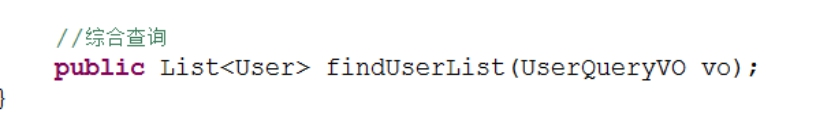 //综合查询
public List<User> findUserList(UserQueryVO vo);
}